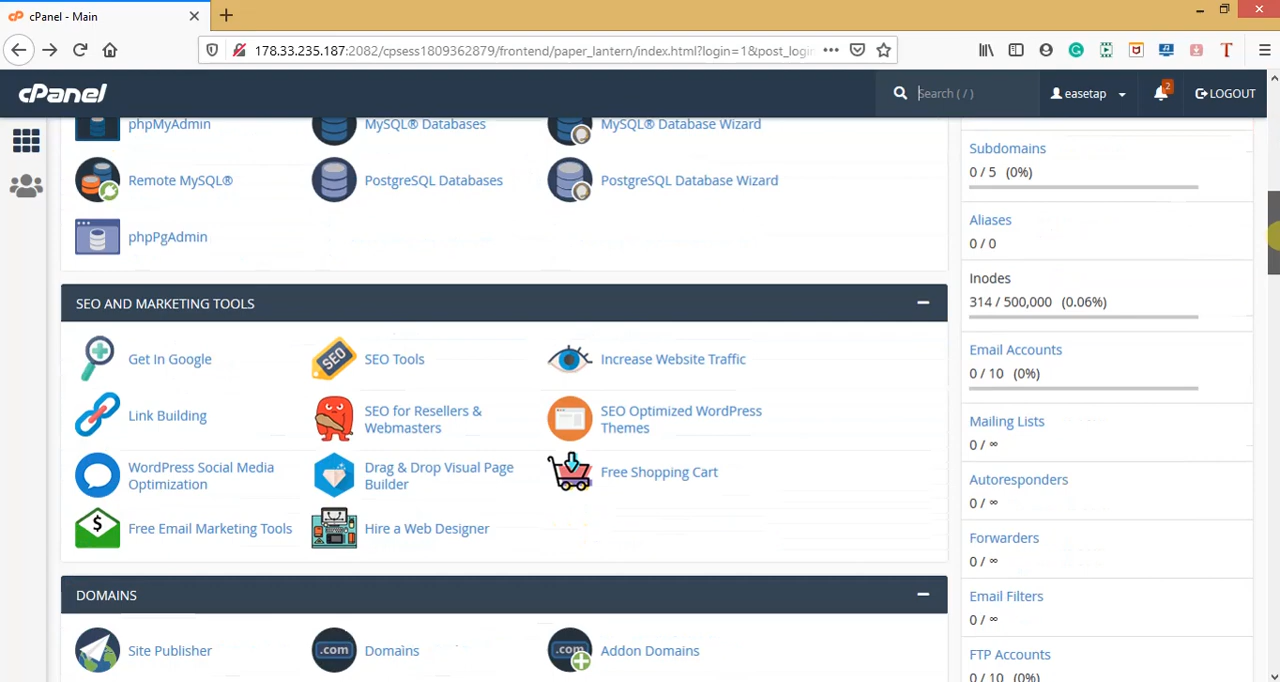 cPanel - Main
178.33.235.187:2082/cpsess1809362879/frontend/paper_lantern/index.html?login=1&post_login
cPanel
Search ( / )
easetap
2
LOGOUT
phpMyAdmin
MySQL® Databases
MySQL® Database Wizard
Remote MySQL®
PostgreSQL Databases
PostgreSQL Database Wizard
phpPgAdmin
SEO AND MARKETING TOOLS
Get In Google
SEO
SEO Tools
Increase Website Traffic
Link Building
SEO for Resellers &
Webmasters
SEO Optimized WordPress
Themes
WordPress Social Media
Optimization
Drag & Drop Visual Page
Builder
Free Shopping Cart
$
Free Email Marketing Tools
Hire a Web Designer
DOMAINS
Site Publisher
.com
Domains
.com
Addon Domains
Subdomains
0 / 5 (0%)
Aliases
0 / 0
Inodes
314 / 500,000 (0.06%)
Email Accounts
0 / 10 (0%)
Mailing Lists
0 / ∞
Autoresponders
0 / ∞
Forwarders
0 / ∞
Email Filters
0 / ∞
FTP Accounts
0 / 10 (0%)